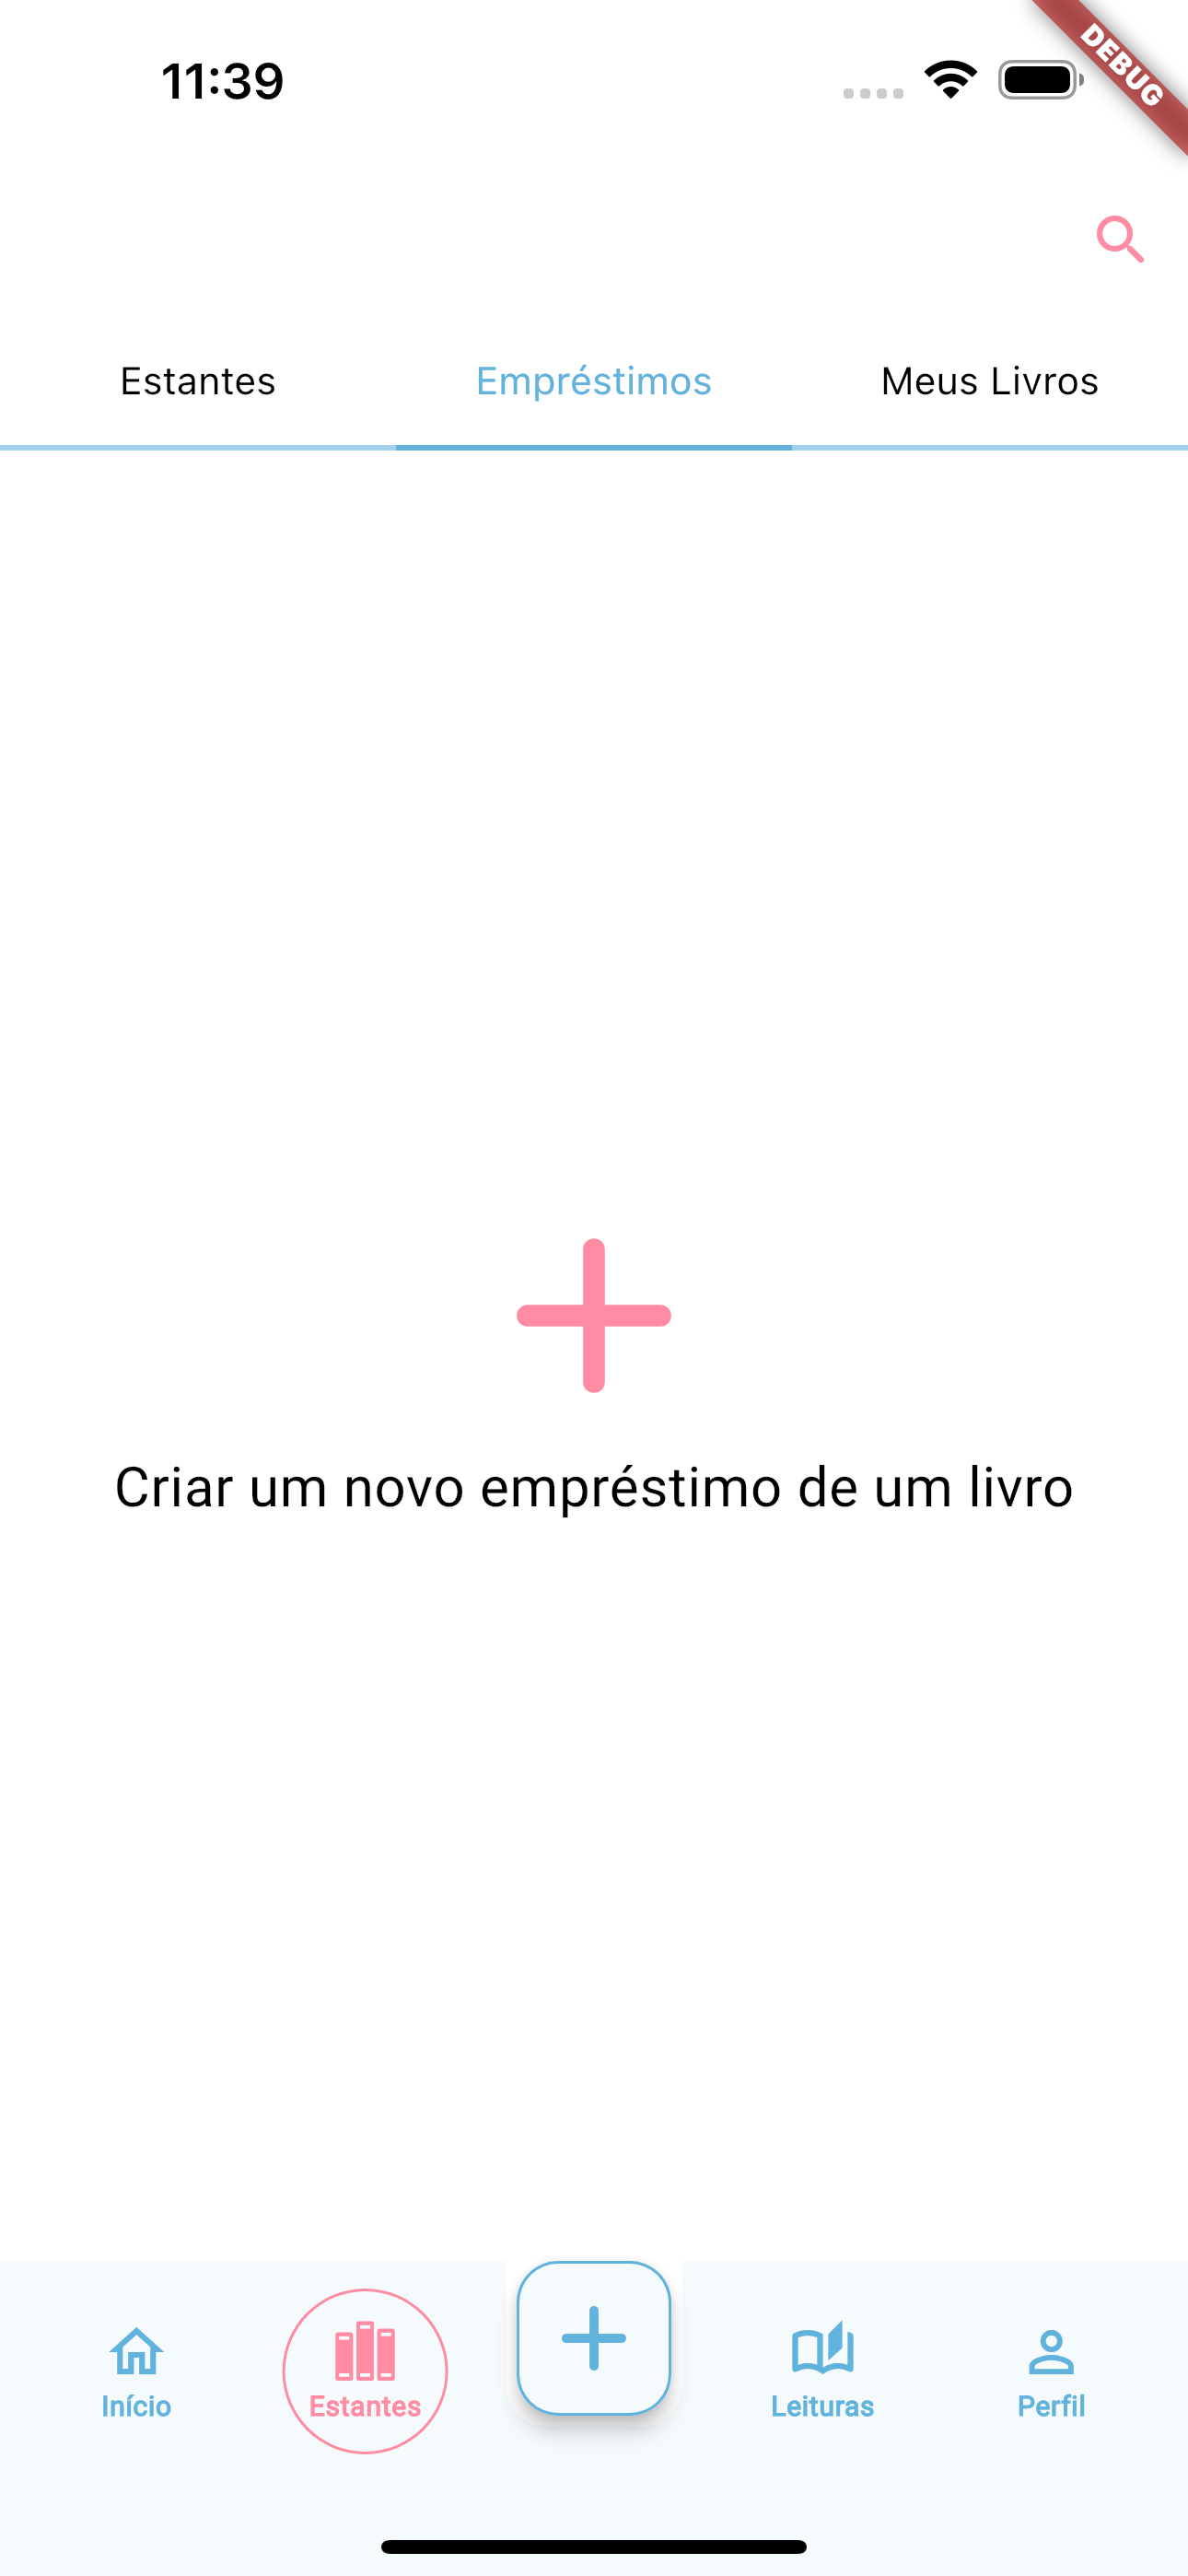 11:39
DEBUG
Estantes Empréstimos Meus Livros
Criar um novo empréstimo de um livro
Início Estantes Leituras Perfil